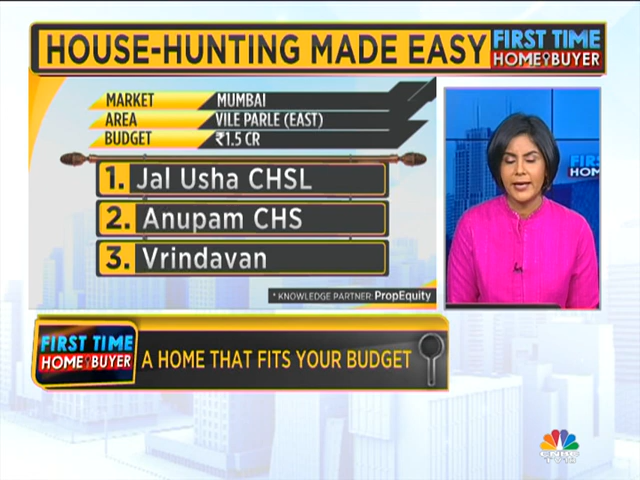 HOUSE-HUNTING MADE EASY
FIRST TIME
HOME BUYER
MARKET MUMBAI
AREA VILE PARLE (EAST)
BUDGET ₹1.5 CR
1. Jal Usha CHSL
2. Anupam CHS
3. Vrindavan
* KNOWLEDGE PARTNER: PropEquity
FIRST
HOME
FIRST TIME
HOME BUYER
A HOME THAT FITS YOUR BUDGET
CNBC
TV18